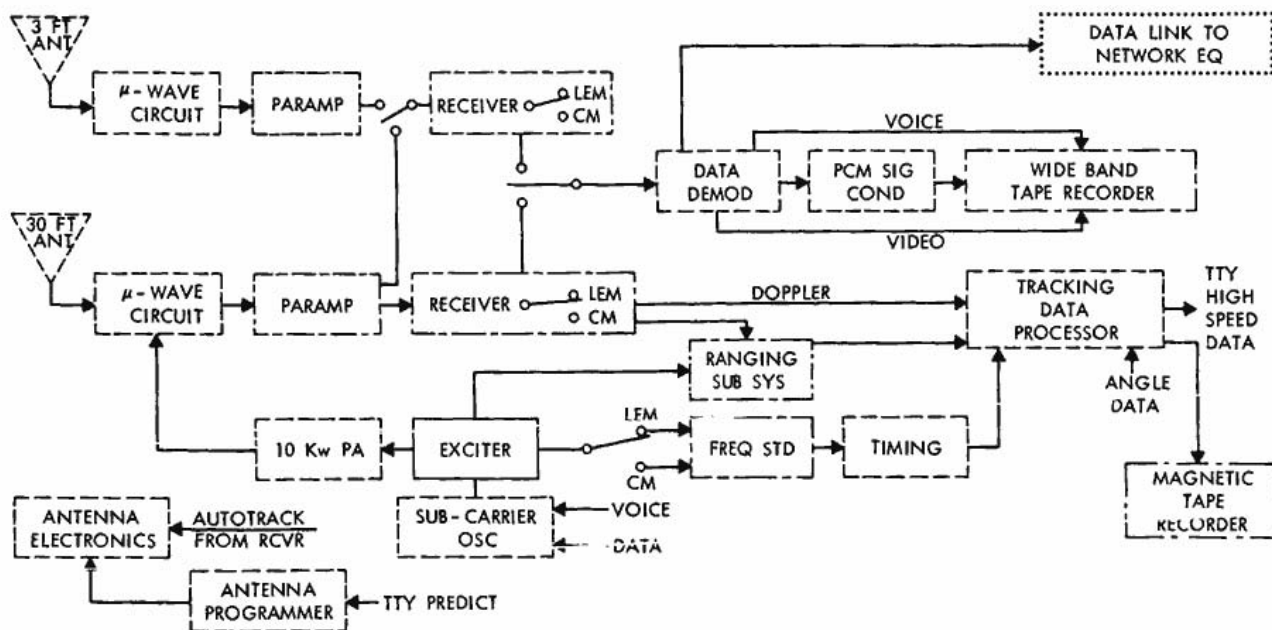 3 FT
ANT.
DATA LINK TO
NETWORK EQ
μ-WAVE
CIRCUIT
PARAMP
RECEIVER
LEM
CM
VOICE
DATA
DEMOD
PCM SIG
COND
WIDE BAND
TAPE RECORDER
VIDEO
30 FT
ANT
μ-WAVE
CIRCUIT
PARAMP
RECEIVER
LEM
CM
DOPPLER
TRACKING
DATA
PROCESSOR
TTY
HIGH
SPEED
DATA
RANGING
SUB SYS
ANGLE
DATA
10 Kw PA
EXCITER
LEM
CM
FREQ STD
TIMING
MAGNETIC
TAPE
RECORDER
ANTENNA
ELECTRONICS
AUTOTRACK
FROM RCVR
SUB-CARRIER
OSC
VOICE
DATA
ANTENNA
PROGRAMMER
TTY PREDICT